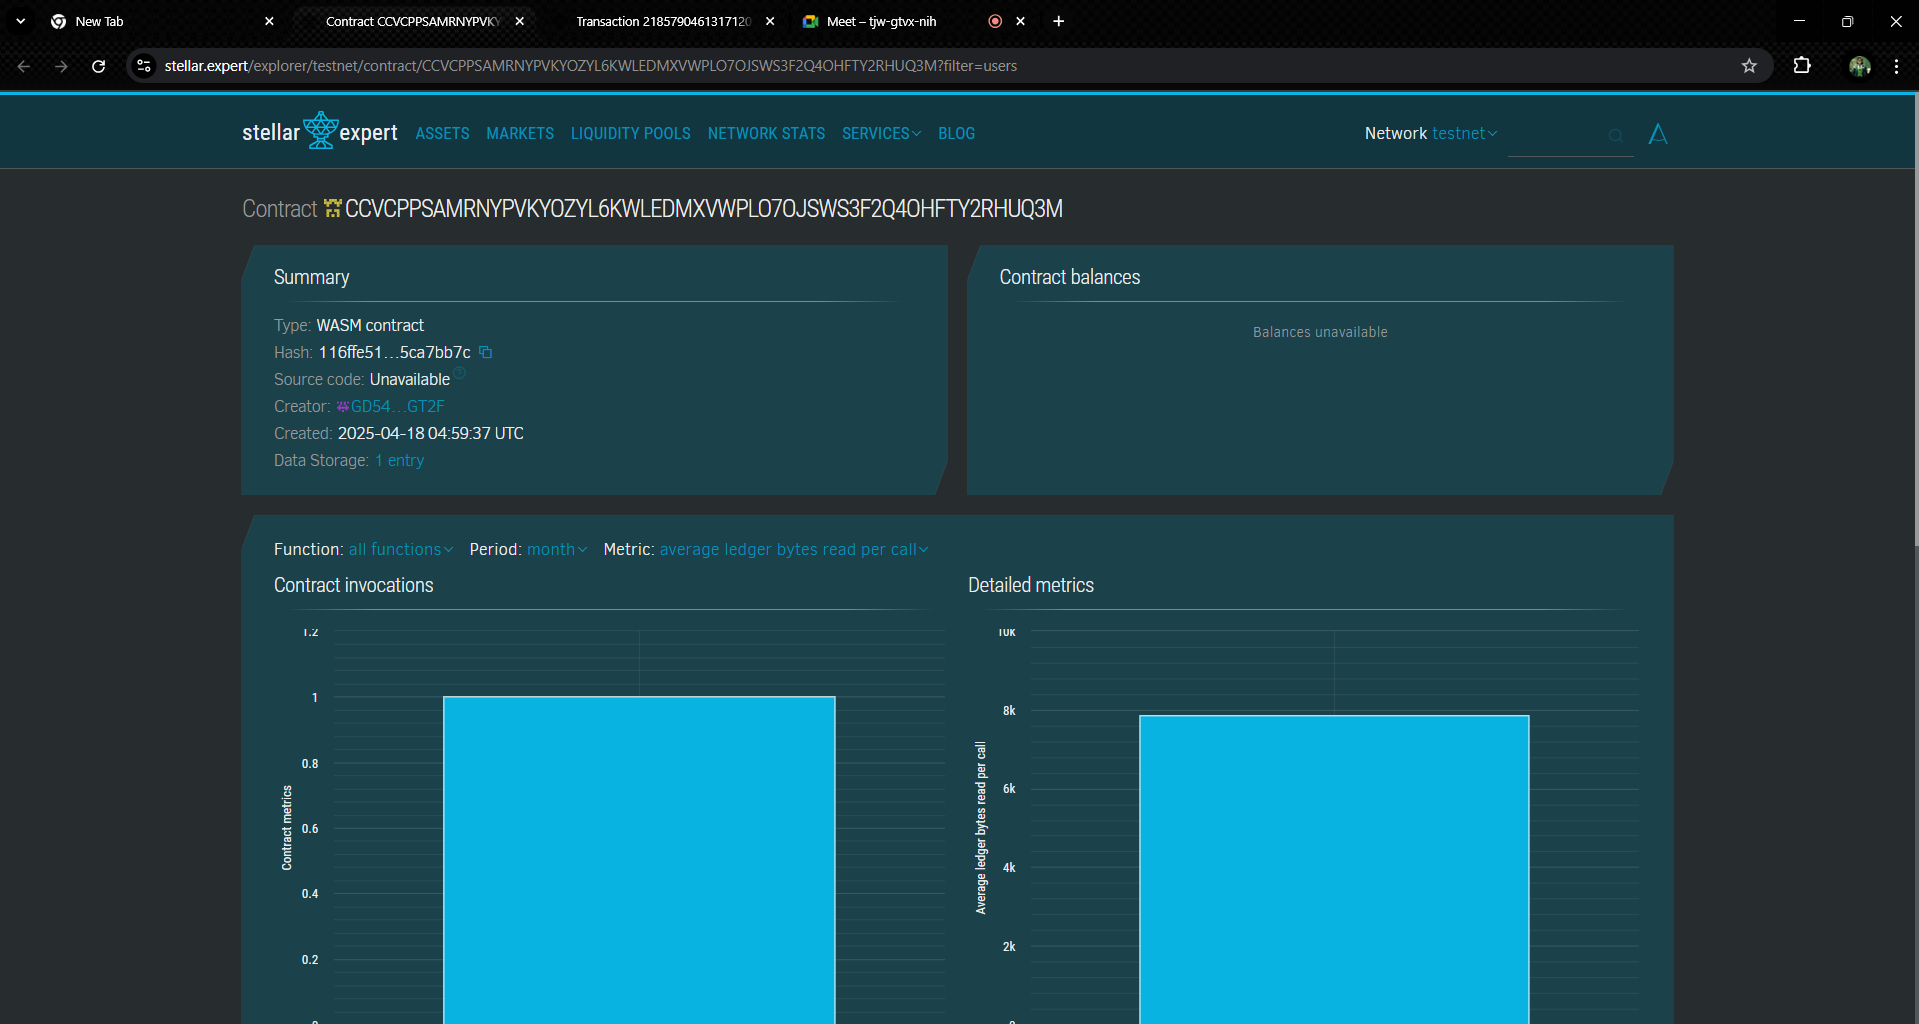 New Tab
Contract CCVCPPSAMRNYPVKY
Transaction 2185790461317120
Meet – tjw-gtvx-nih
stellar.expert/explorer/testnet/contract/CCVCPPSAMRNYPVKYOZYL6KWLEDMXVWPLO7OJSWS3F2Q4OHFTY2RHUQ3M?filter=users
stellar expert ASSETS MARKETS LIQUIDITY POOLS NETWORK STATS SERVICES BLOG
Network testnet
Contract CCVCPPSAMRNYPVKYOZYL6KWLEDMXVWPLO7OJSWS3F2Q4OHFTY2RHUQ3M
Summary
Type: WASM contract
Hash: 116ffe51…5ca7bb7c
Source code: Unavailable
Creator: GD54…GT2F
Created: 2025-04-18 04:59:37 UTC
Data Storage: 1 entry
Contract balances
Balances unavailable
Function: all functions Period: month Metric: average ledger bytes read per call
Contract invocations
1.2
1
0.8
0.6
0.4
0.2
0
Contract metrics
Detailed metrics
10k
8k
6k
4k
2k
0
Average ledger bytes read per call